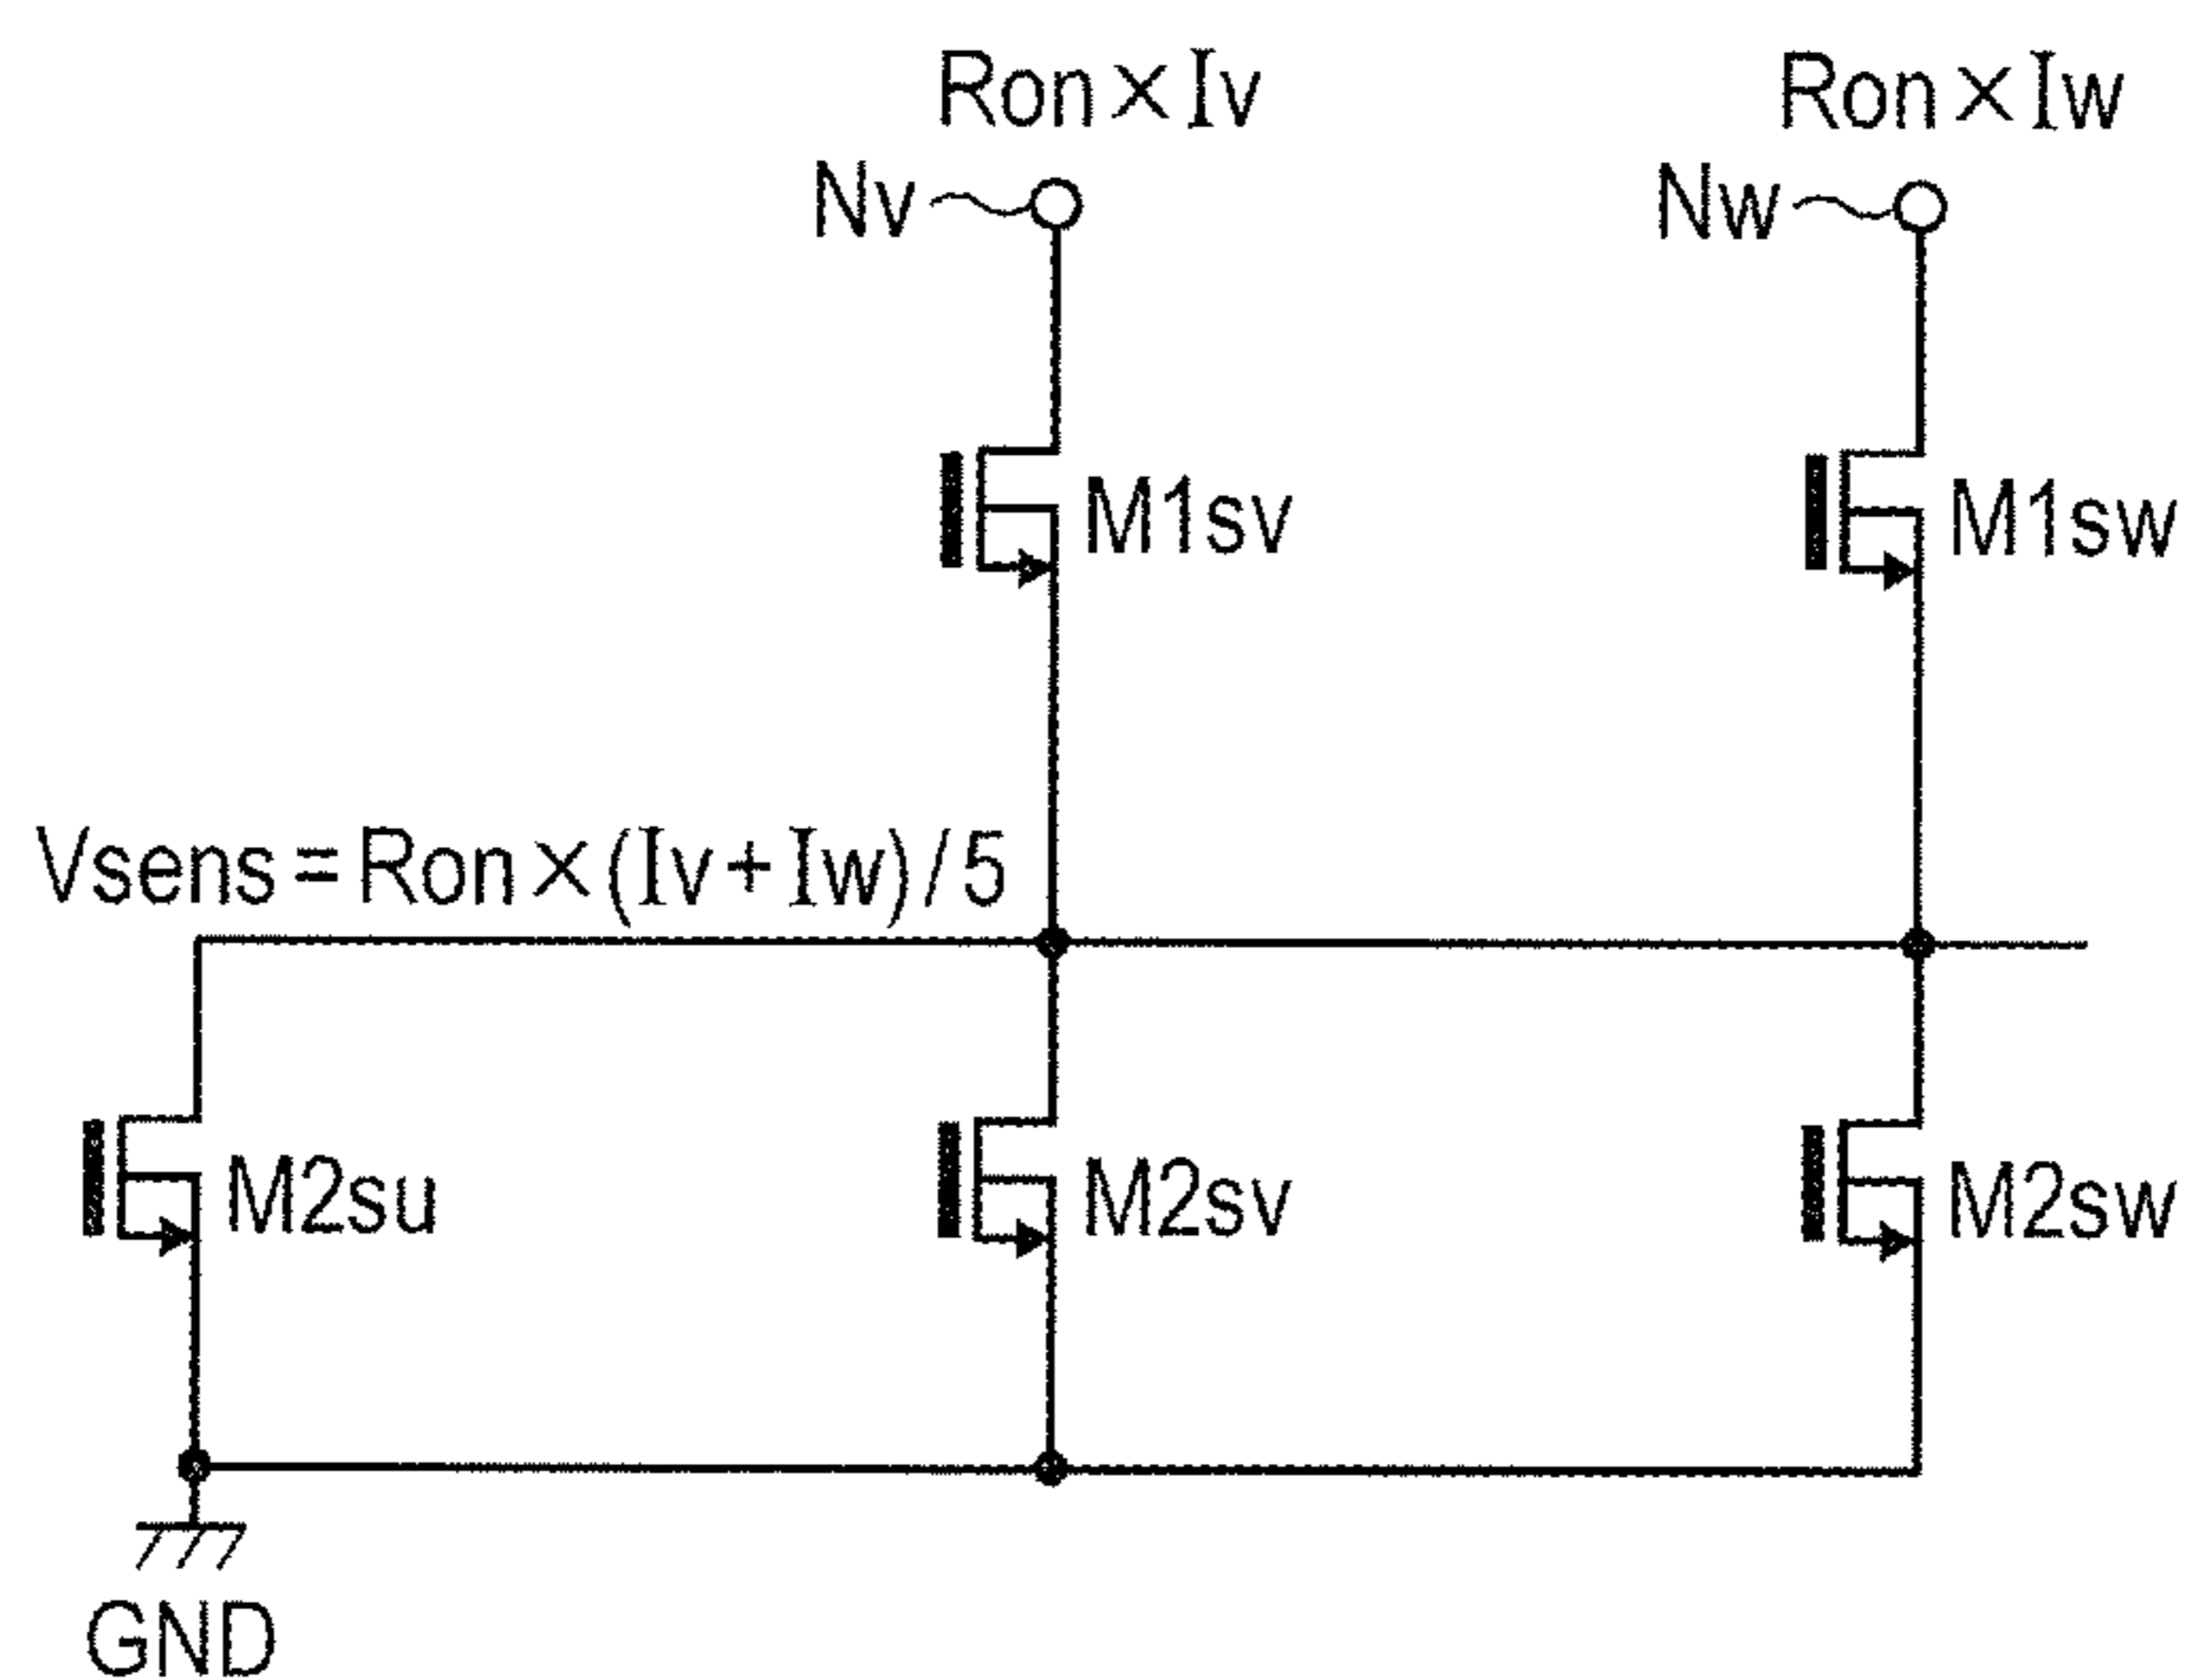 Ron×Iv
Ron×Iw
Nv
Nw
M1sv
M1sw
Vsens=Ron×(Iv+Iw)/5
M2su
M2sv
M2sw
GND